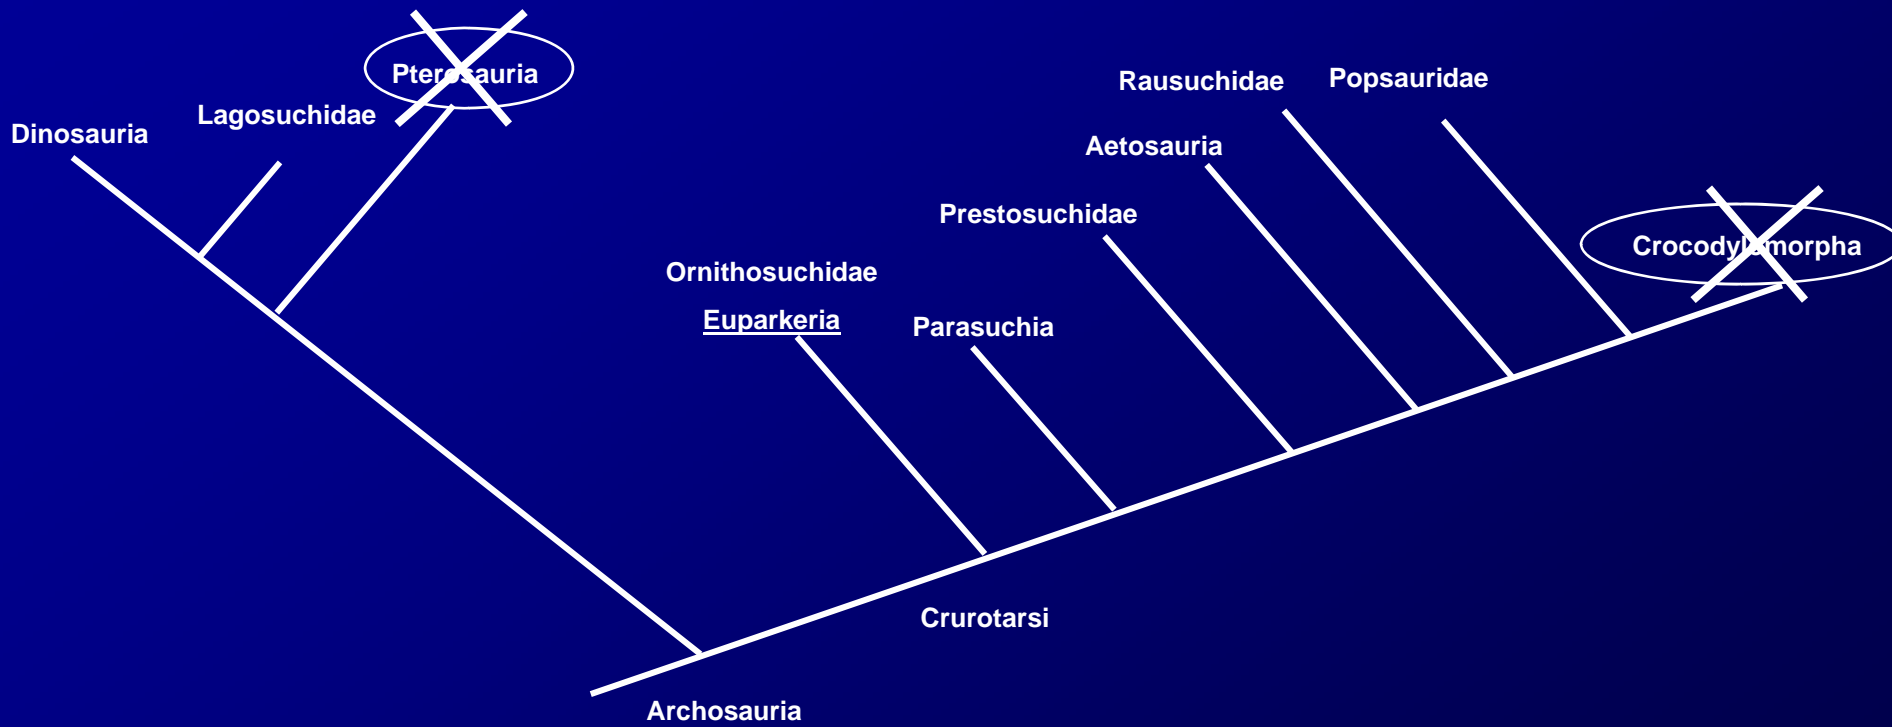 Pterosauria
Rausuchidae
Popsauridae
Lagosuchidae
Dinosauria
Aetosauria
Prestosuchidae
Crocodylomorpha
Ornithosuchidae
Euparkeria
Parasuchia
Crurotarsi
Archosauria